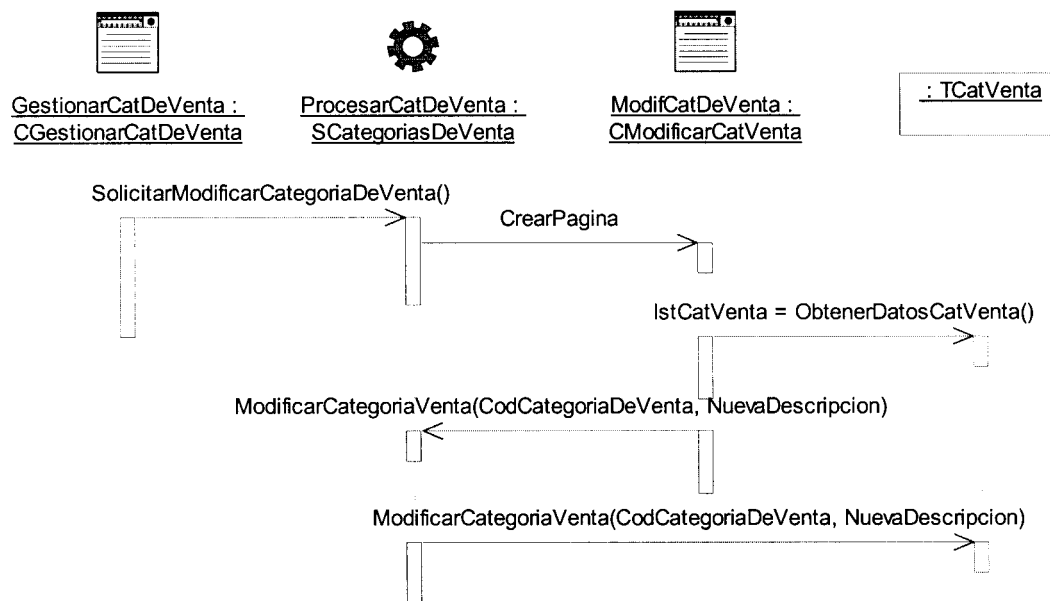 GestionarCatDeVenta :
CGestionarCatDeVenta
ProcesarCatDeVenta :
SCategoriasDeVenta
ModifCatDeVenta :
CModificarCatVenta
: TCatVenta
SolicitarModificarCategoriaDeVenta()
CrearPagina
lstCatVenta = ObtenerDatosCatVenta()
ModificarCategoriaVenta(CodCategoriaDeVenta, NuevaDescripcion)
ModificarCategoriaVenta(CodCategoriaDeVenta, NuevaDescripcion)